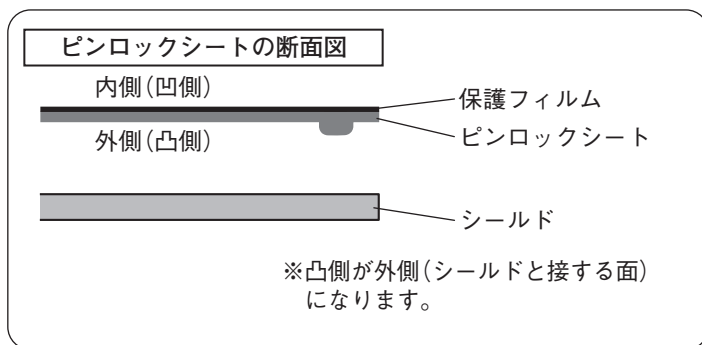 ピンロックシートの断面図
内側(凹側)
保護フィルム
ピンロックシート
外側(凸側)
シールド
※凸側が外側(シールドと接する面)
になります。